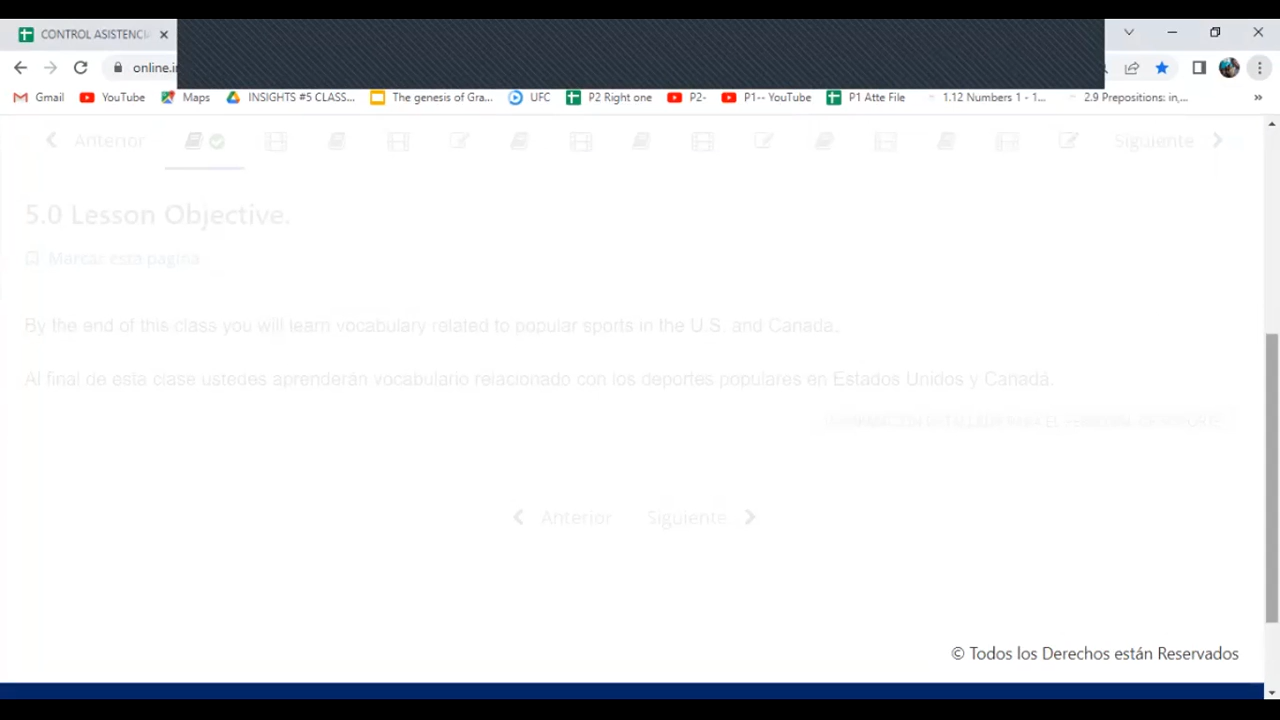 CONTROL ASISTENCI
online.i
Gmail YouTube Maps INSIGHTS #5 CLASS... The genesis of Gra... UFC P2 Right one P2- P1-- YouTube P1 Atte File 1.12 Numbers 1 - 1... 2.9 Prepositions: in,...
Anterior Siguiente
5.0 Lesson Objective.
Marcar esta página
By the end of this class you will learn vocabulary related to popular sports in the U.S. and Canada.
Al final de esta clase ustedes aprenderán vocabulario relacionado con los deportes populares en Estados Unidos y Canadá.
Anterior Siguiente
© Todos los Derechos están Reservados